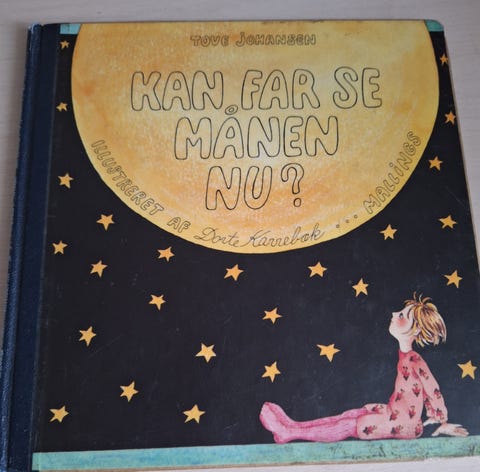 TOVE JOHANSEN
KAN FAR SE
MÅNEN
NU?
ILLUSTRERET AF Dorte Karrebæk ... MALLINGS